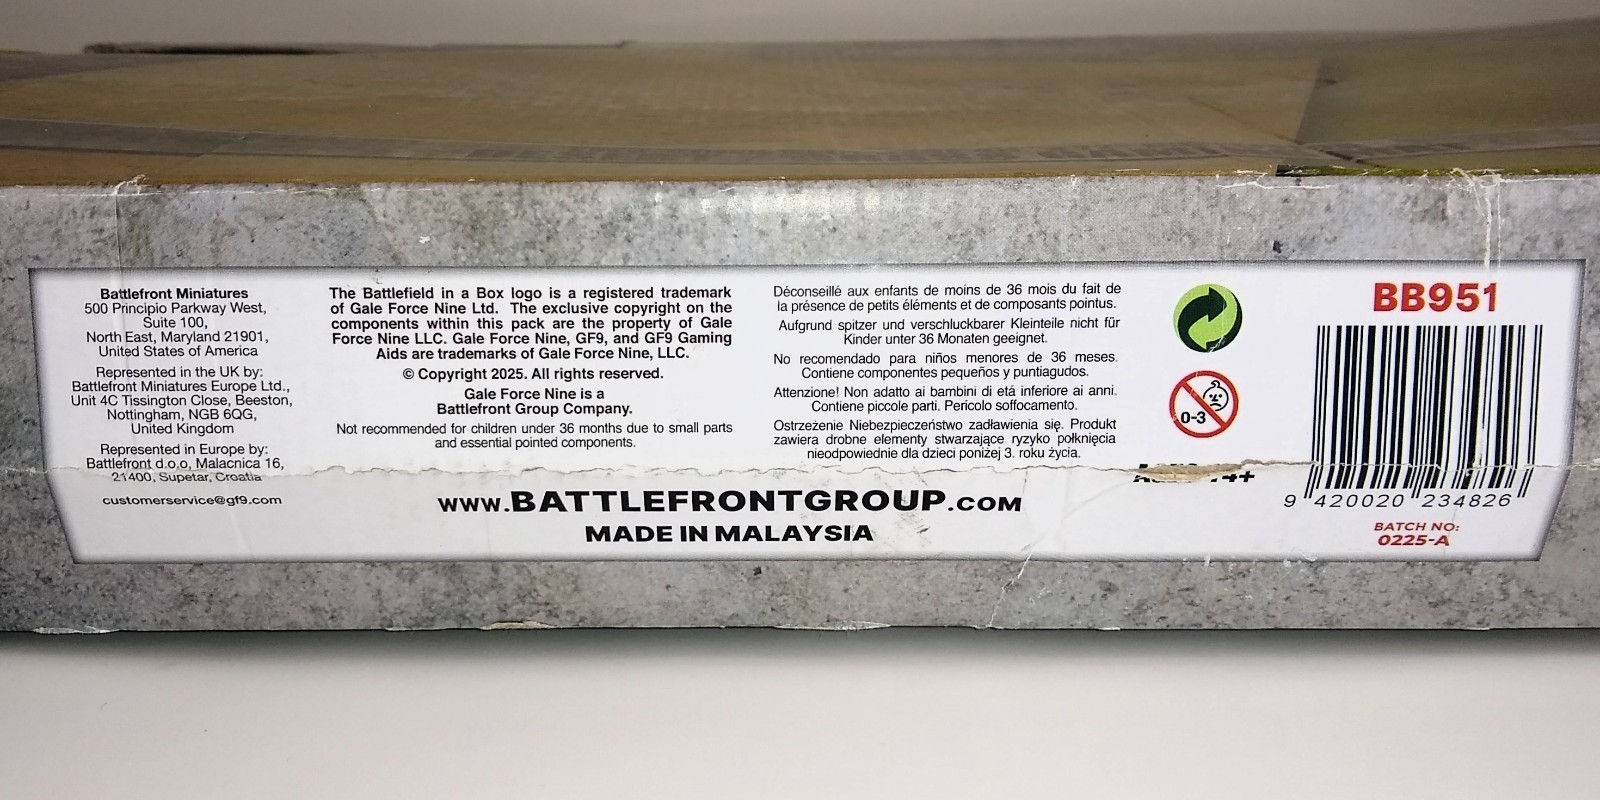 Battlefront Miniatures
500 Principio Parkway West,
Suite 100,
North East, Maryland 21901,
United States of America
Represented in the UK by:
Battlefront Miniatures Europe Ltd.,
Unit 4C Tissington Close, Beeston,
Nottingham, NGB 6QG,
United Kingdom
Represented in Europe by:
Battlefront d.o.o, Malacnica 16,
21400, Supetar, Croatia
customerservice@gf9.com
The Battlefield in a Box logo is a registered trademark
of Gale Force Nine Ltd. The exclusive copyright on the
components within this pack are the property of Gale
Force Nine LLC. Gale Force Nine, GF9, and GF9 Gaming
Aids are trademarks of Gale Force Nine, LLC.
© Copyright 2025. All rights reserved.
Gale Force Nine is a
Battlefront Group Company.
Not recommended for children under 36 months due to small parts
and essential pointed components.
Déconseillé aux enfants de moins de 36 mois du fait de
la présence de petits éléments et de composants pointus.
Aufgrund spitzer und verschluckbarer Kleinteile nicht für
Kinder unter 36 Monaten geeignet.
No recomendado para niños menores de 36 meses.
Contiene componentes pequeños y puntiagudos.
Attenzione! Non adatto ai bambini di etá inferiore ai anni.
Contiene piccole parti. Pericolo soffocamento.
Ostrzeżenie Niebezpieczeństwo zadławienia się. Produkt
zawiera drobne elementy stwarzające ryzyko połknięcia
nieodpowiednie dla dzieci poniżej 3. roku życia.
WWW.BATTLEFRONTGROUP.COM
MADE IN MALAYSIA
0-3
BB951
9 420020 234826
BATCH NO:
0225-A